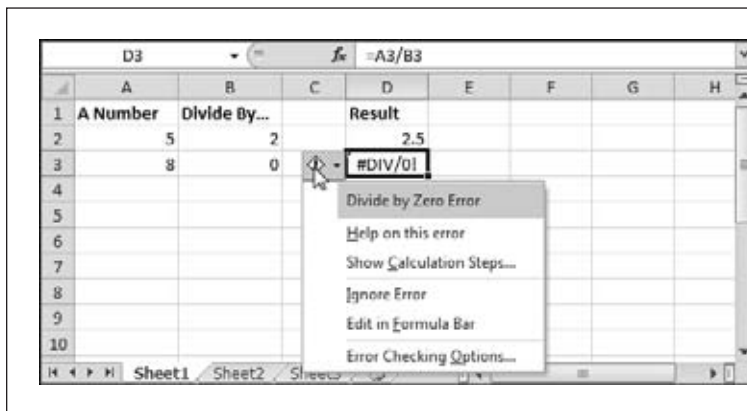 D3 fx =A3/B3
A B C D E F G H
1 A Number Divide By... Result
2 5 2 2.5
3 8 0 #DIV/0!
4
5
6
7
8
9
10
Divide by Zero Error
Help on this error
Show Calculation Steps...
Ignore Error
Edit in Formula Bar
Error Checking Options...
Sheet1 Sheet2 Sheet3